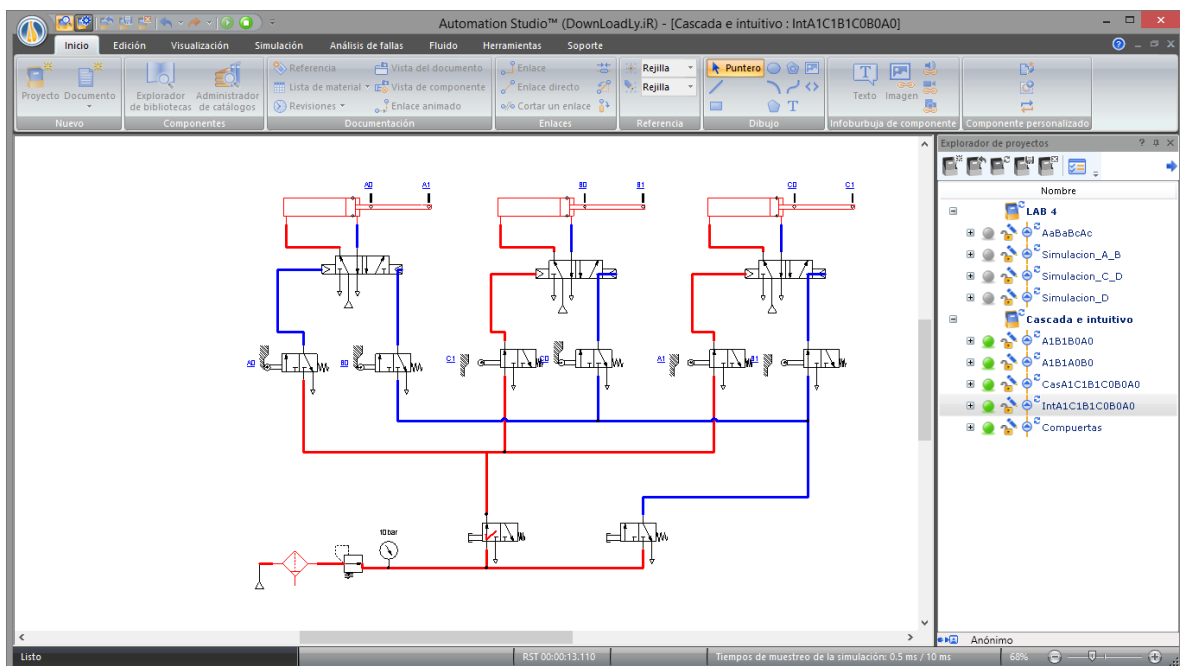 Automation Studio™ (DownLoadLy.iR) - [Cascada e intuitivo : IntA1C1B1C0B0A0]
Inicio Edición Visualización Simulación Análisis de fallas Fluido Herramientas Soporte
Proyecto Documento
Nuevo
Explorador de bibliotecas
Administrador de catálogos
Componentes
Referencia Vista del documento
Lista de material Vista de componente
Revisiones Enlace animado
Documentación
Enlace
Enlace directo
Cortar un enlace
Enlaces
Rejilla
Rejilla
Referencia
Puntero
T
Dibujo
Texto Imagen
Infoburbuja de componente
Componente personalizado
A0 A1 B0 B1 C0 C1
A0 B0 C1 C0 A1 B1
10 bar
Explorador de proyectos
Nombre
LAB 4
AaBaBcAc
Simulacion_A_B
Simulacion_C_D
Simulacion_D
Cascada e intuitivo
A1B1B0A0
A1B1A0B0
CasA1C1B1C0B0A0
IntA1C1B1C0B0A0
Compuertas
Anónimo
Listo RST 00:00:13.110 Tiempos de muestreo de la simulación: 0.5 ms / 10 ms 68%